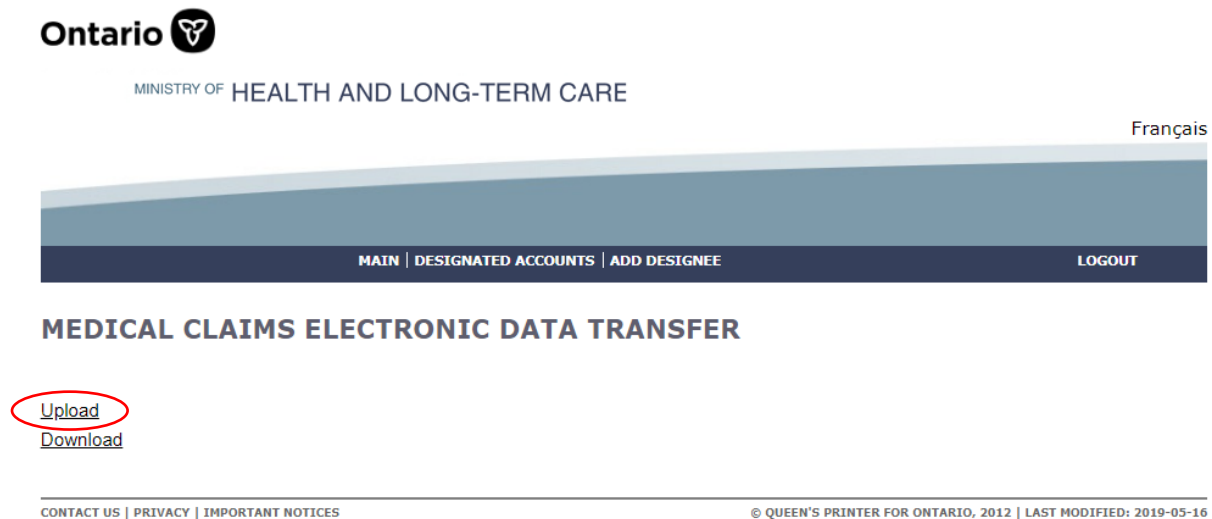 Ontario
MINISTRY OF HEALTH AND LONG-TERM CARE
Français
MAIN | DESIGNATED ACCOUNTS | ADD DESIGNEE LOGOUT
MEDICAL CLAIMS ELECTRONIC DATA TRANSFER
Upload
Download
CONTACT US | PRIVACY | IMPORTANT NOTICES © QUEEN'S PRINTER FOR ONTARIO, 2012 | LAST MODIFIED: 2019-05-16